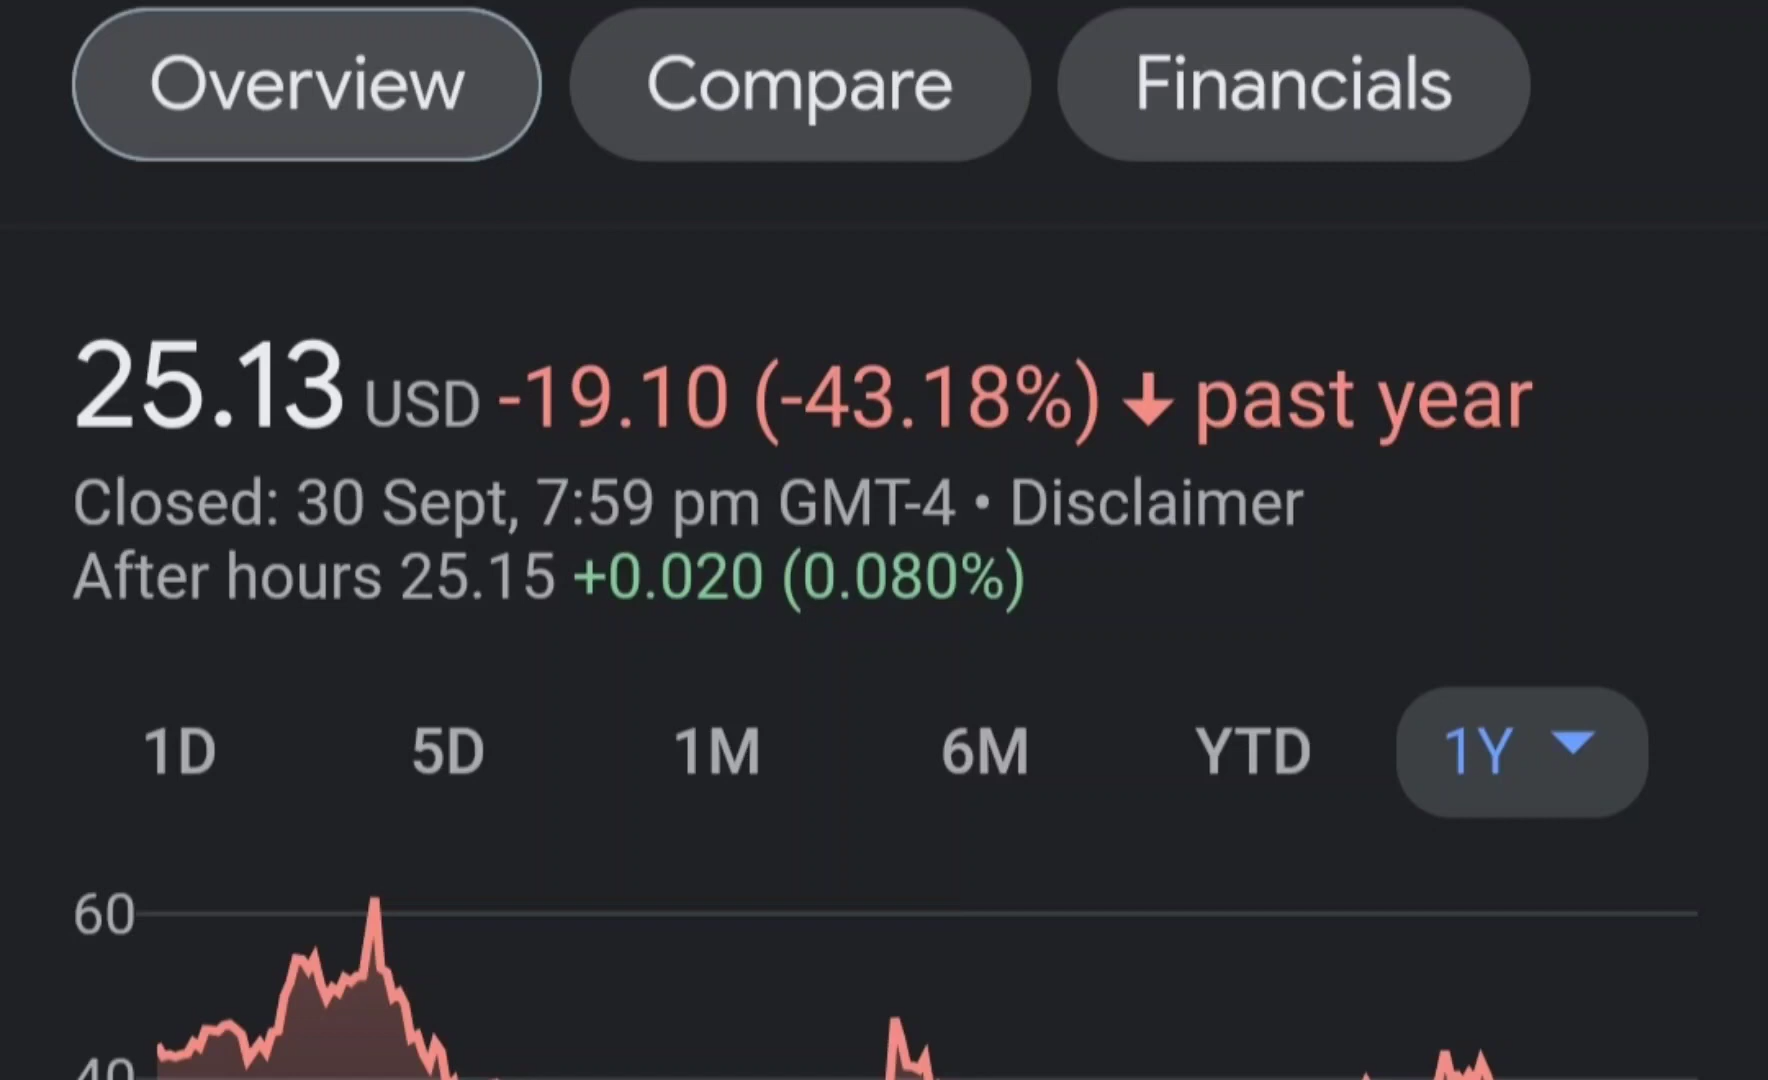 Overview Compare Financials
25.13 USD -19.10 (-43.18%) ↓ past year
Closed: 30 Sept, 7:59 pm GMT-4 • Disclaimer
After hours 25.15 +0.020 (0.080%)
1D 5D 1M 6M YTD 1Y
60
40